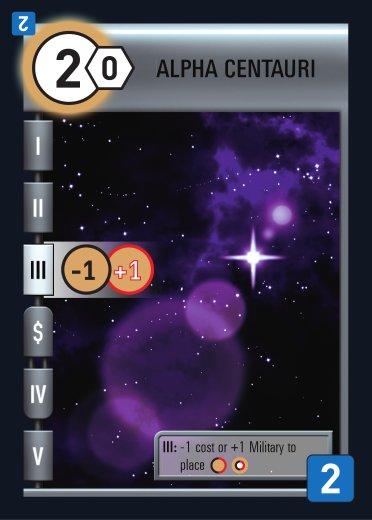 2
2 0 ALPHA CENTAURI
I
II
III -1 +1
$
IV
V
III: -1 cost or +1 Military to
place
2